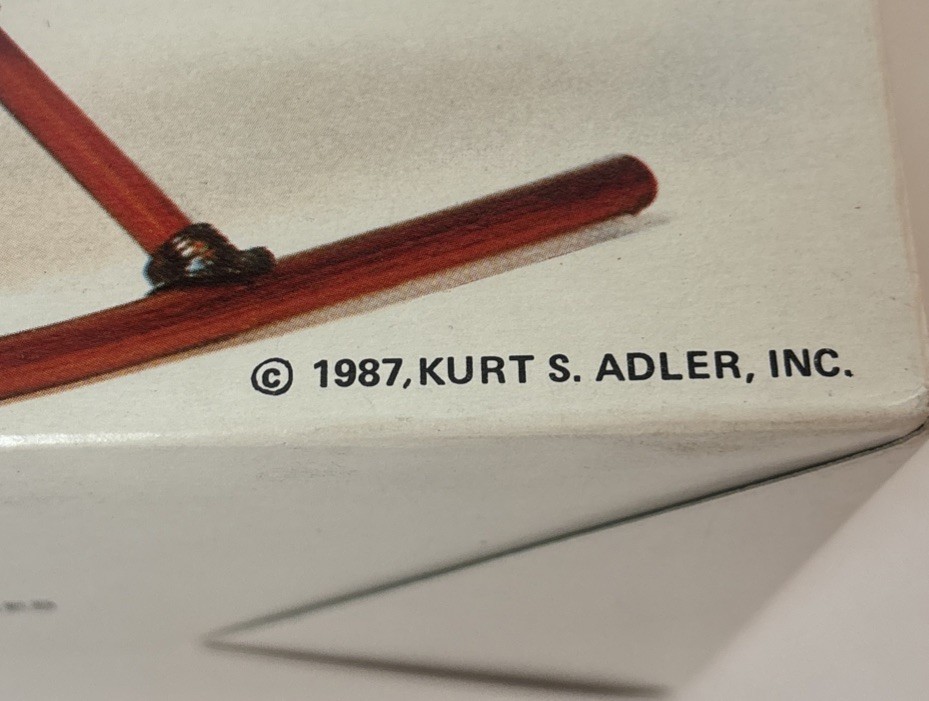 © 1987, KURT S. ADLER, INC.